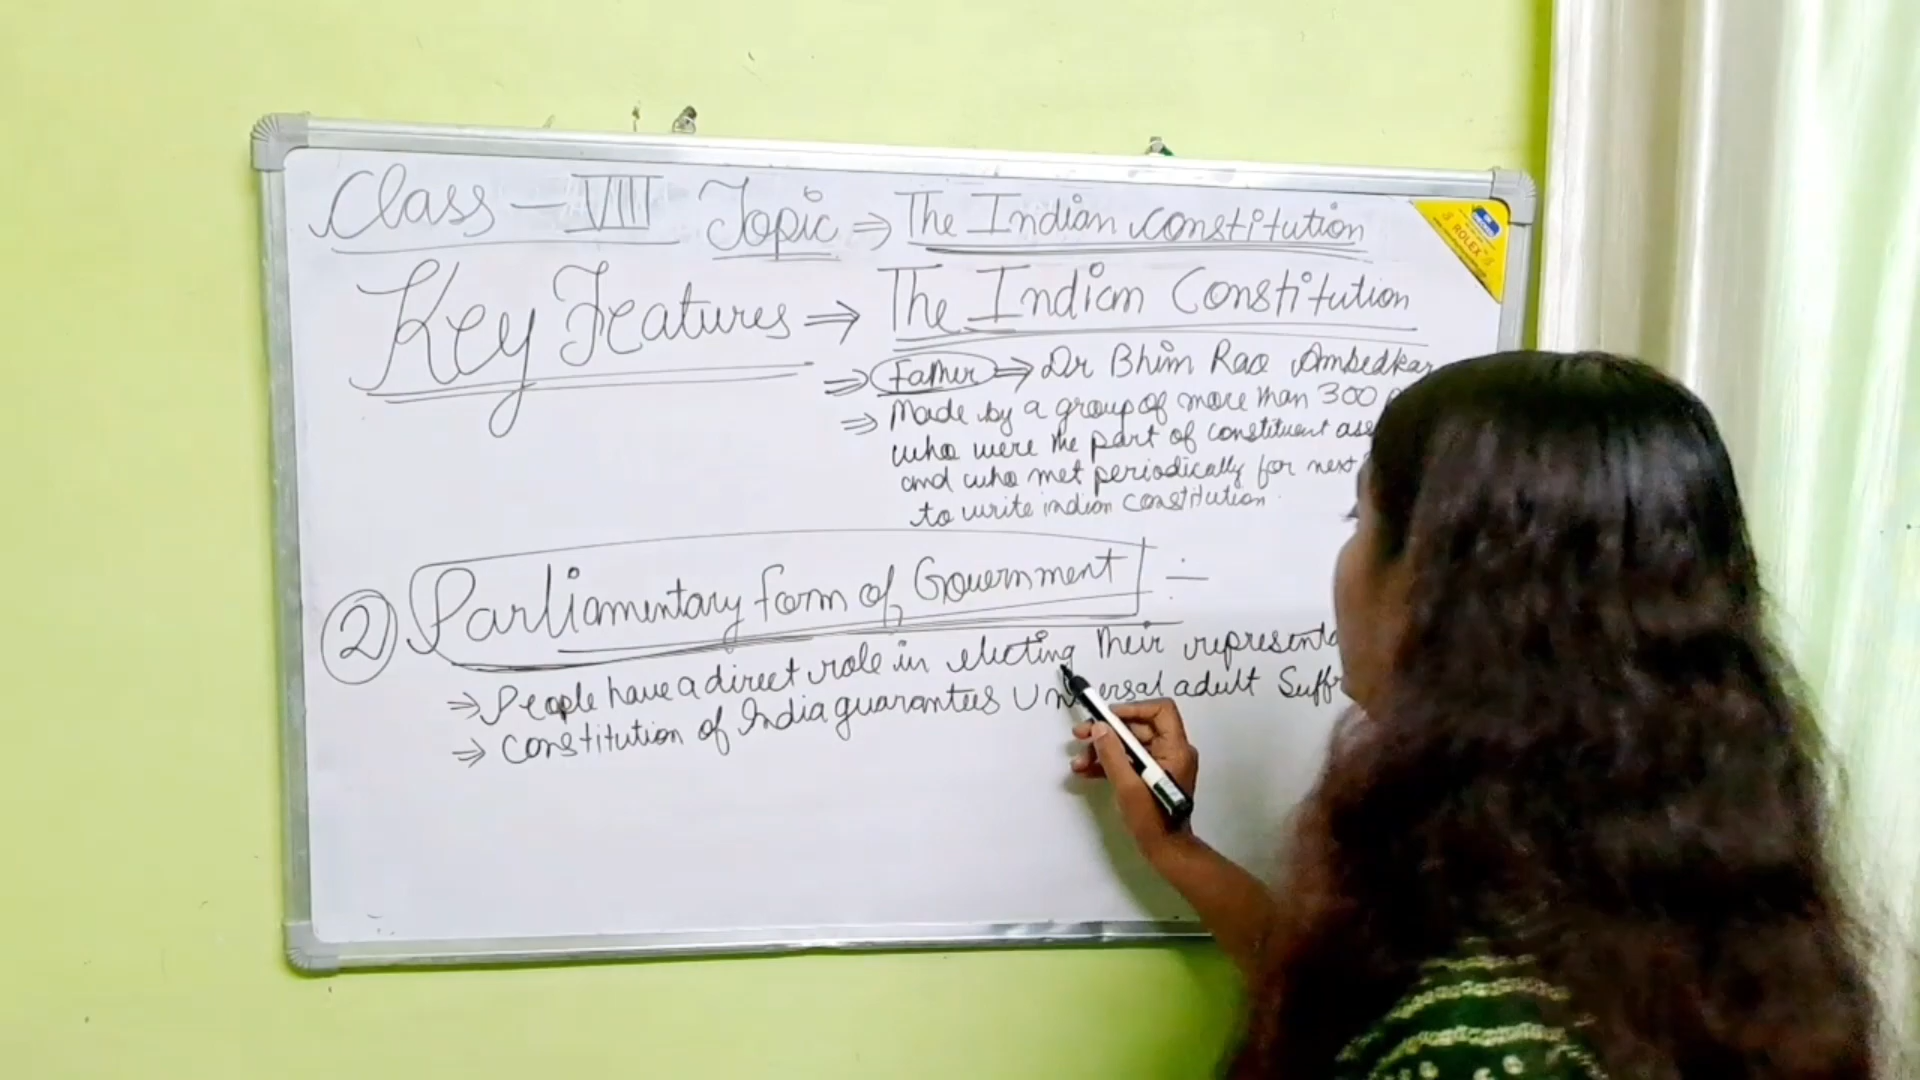 Class - VIII Topic ⇒ The Indian constitution
Key Features ⇒ The Indian Constitution
⇒ Father ⇒ Dr Bhim Rao Ambedkar
⇒ Made by a group of more than 300
who were the part of constituent
and who met periodically for next
to write indian constitution.
② Parliamentary form of Government :-
⇒ People have a direct role in electing their
⇒ constitution of India guarantees Universal adult
ROLEX